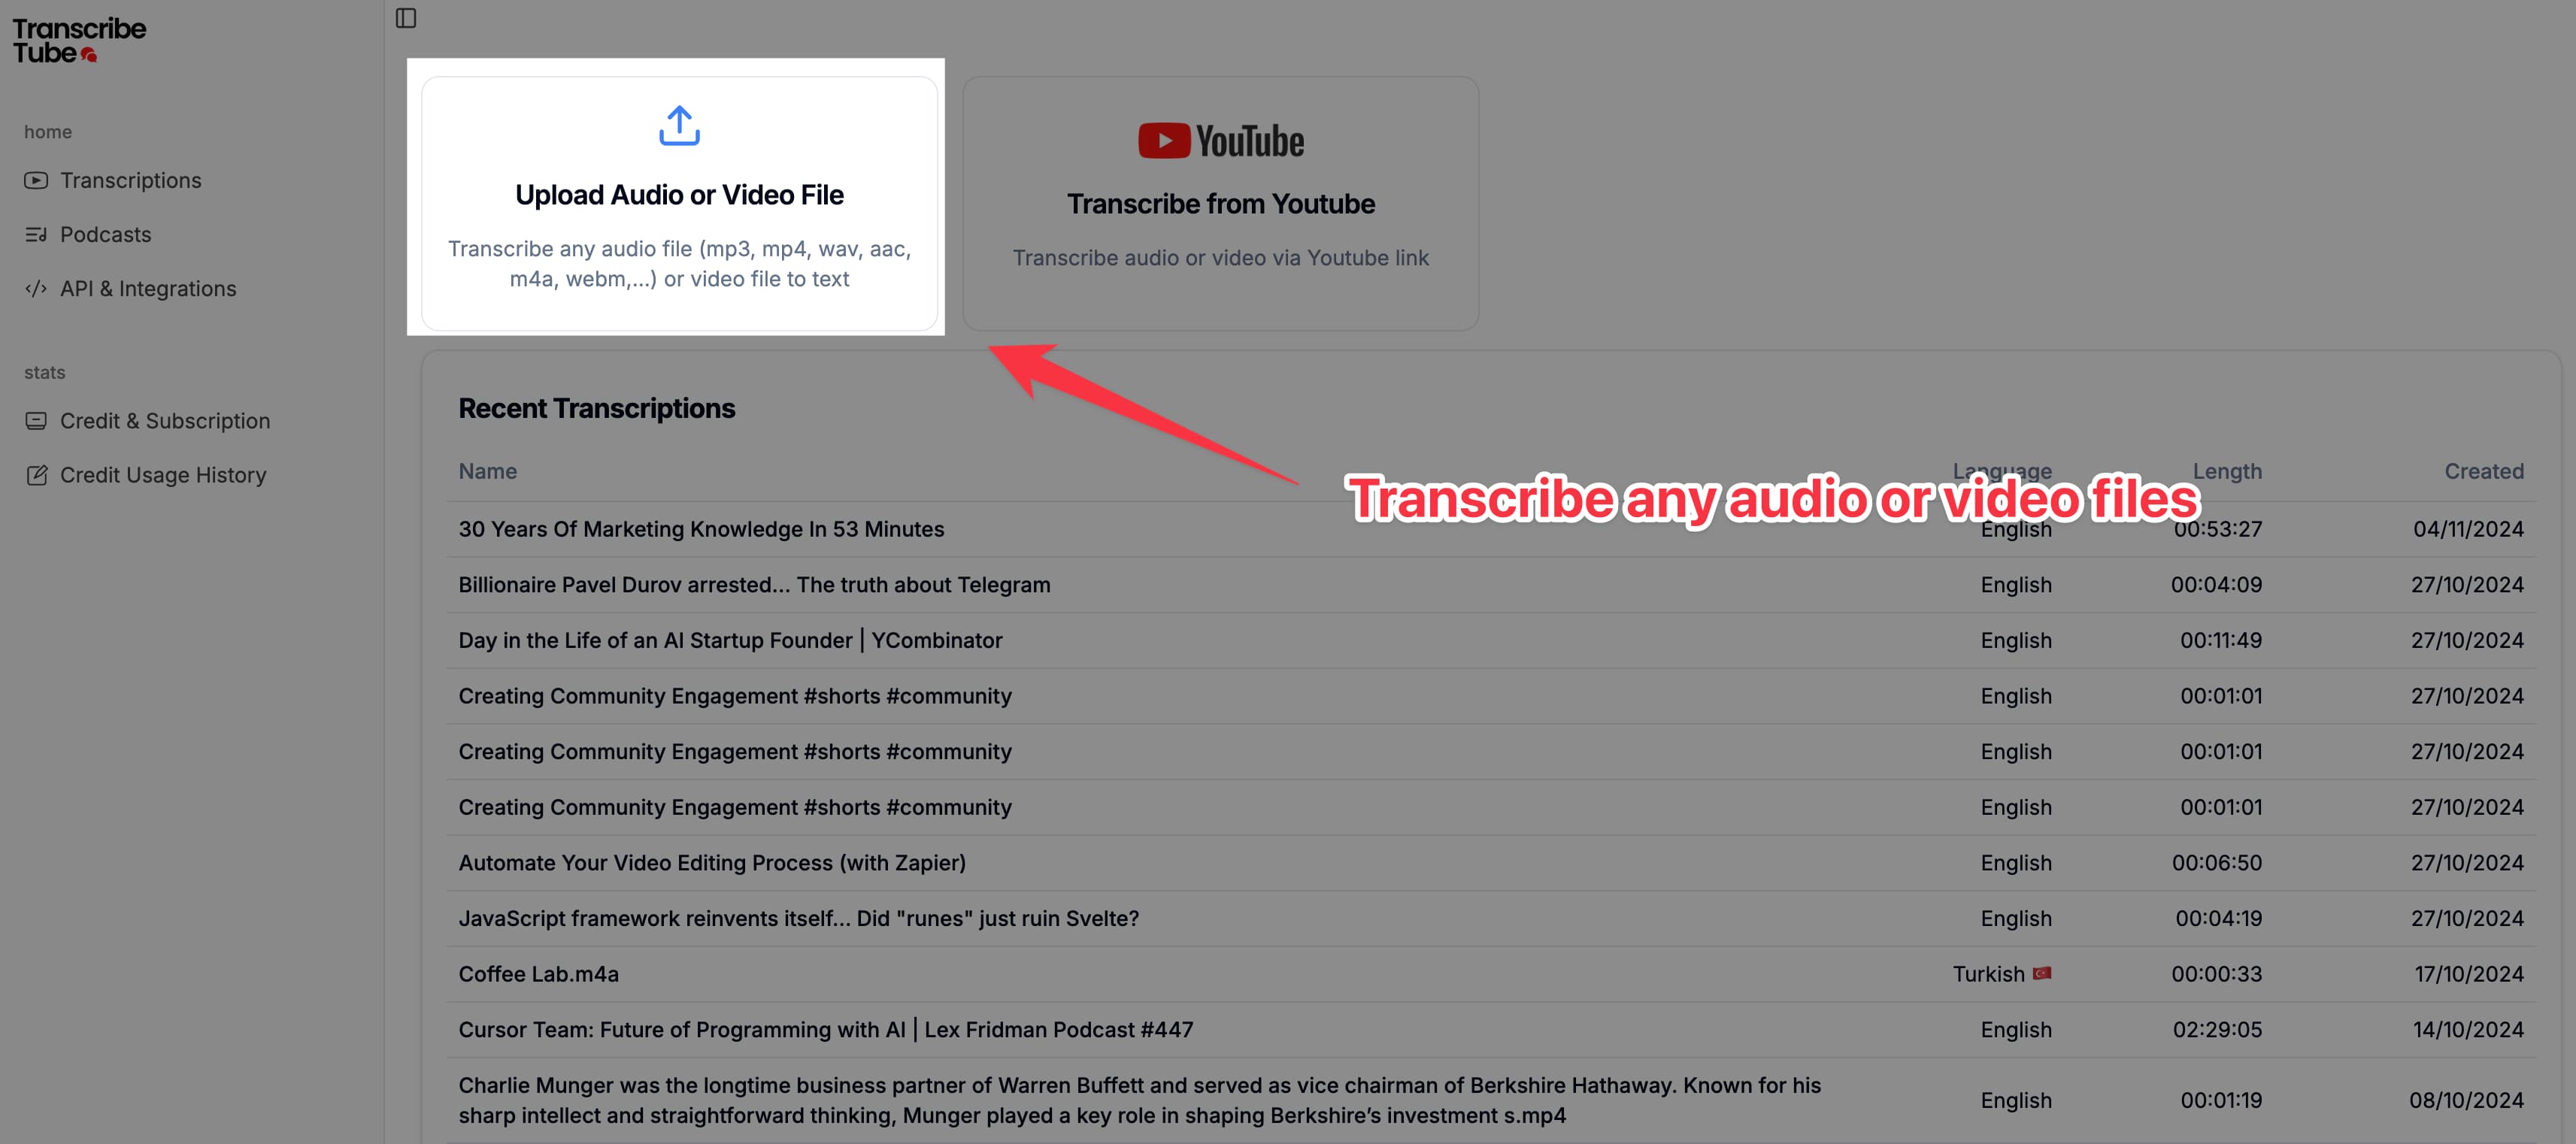 Transcribe
Tube
home
Transcriptions
Podcasts
API & Integrations
stats
Credit & Subscription
Credit Usage History
Upload Audio or Video File
Transcribe any audio file (mp3, mp4, wav, aac,
m4a, webm,...) or video file to text
YouTube
Transcribe from Youtube
Transcribe audio or video via Youtube link
Recent Transcriptions
Name Language Length Created
Transcribe any audio or video files
30 Years Of Marketing Knowledge In 53 Minutes English 00:53:27 04/11/2024
Billionaire Pavel Durov arrested... The truth about Telegram English 00:04:09 27/10/2024
Day in the Life of an AI Startup Founder | YCombinator English 00:11:49 27/10/2024
Creating Community Engagement #shorts #community English 00:01:01 27/10/2024
Creating Community Engagement #shorts #community English 00:01:01 27/10/2024
Creating Community Engagement #shorts #community English 00:01:01 27/10/2024
Automate Your Video Editing Process (with Zapier) English 00:06:50 27/10/2024
JavaScript framework reinvents itself... Did "runes" just ruin Svelte? English 00:04:19 27/10/2024
Coffee Lab.m4a Turkish 00:00:33 17/10/2024
Cursor Team: Future of Programming with AI | Lex Fridman Podcast #447 English 02:29:05 14/10/2024
Charlie Munger was the longtime business partner of Warren Buffett and served as vice chairman of Berkshire Hathaway. Known for his
sharp intellect and straightforward thinking, Munger played a key role in shaping Berkshire’s investment s.mp4 English 00:01:19 08/10/2024